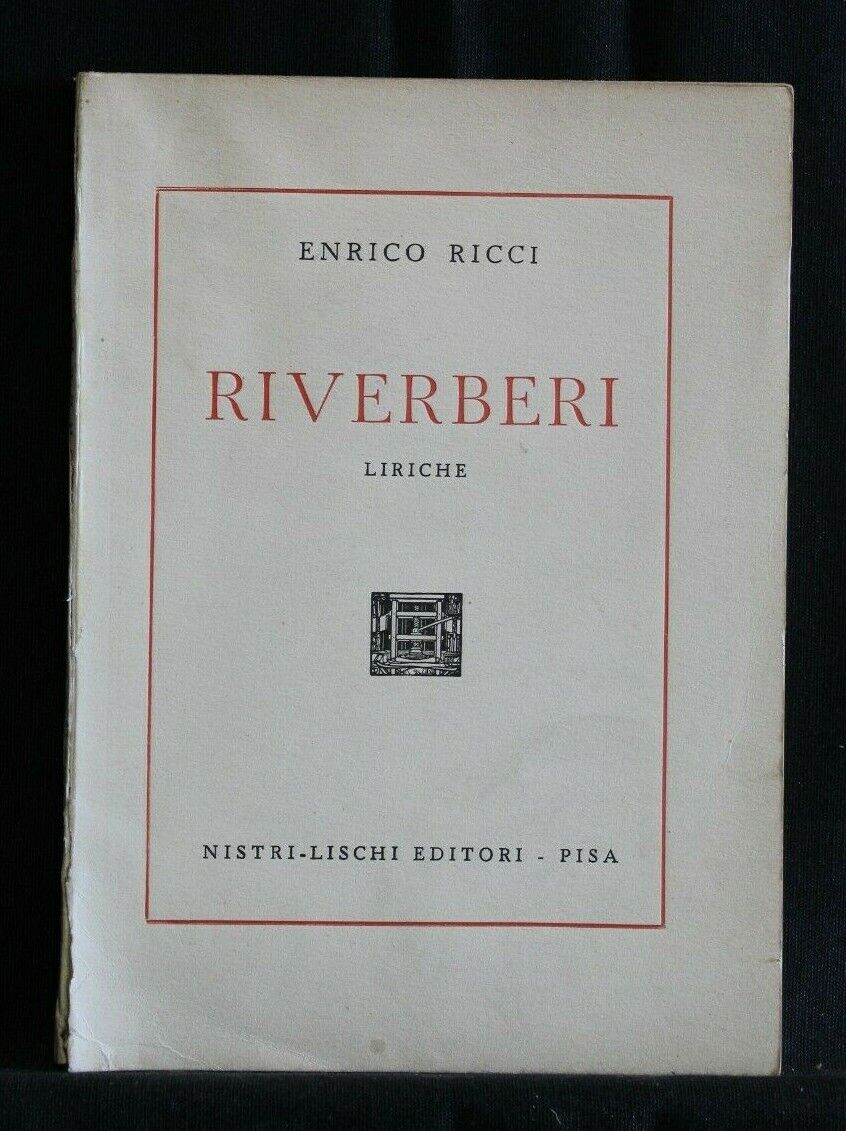 ENRICO RICCI
RIVERBERI
LIRICHE
NISTRI-LISCHI EDITORI - PISA